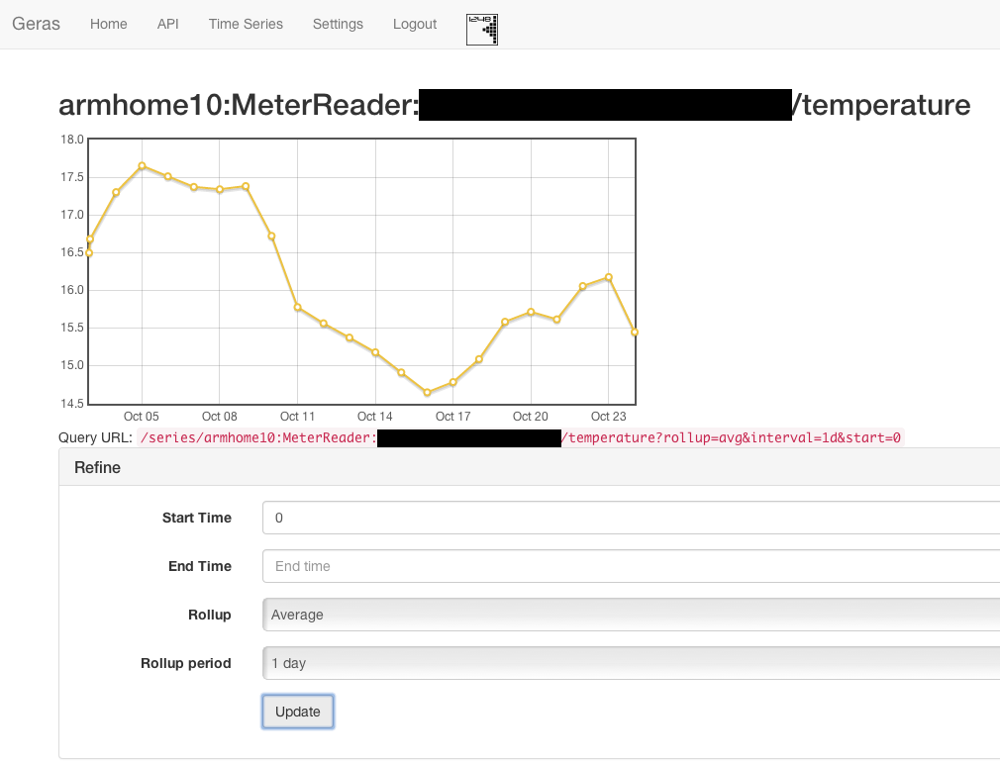 Geras Home API Time Series Settings Logout 1248
armhome10:MeterReader: /temperature
18.0
17.5
17.0
16.5
16.0
15.5
15.0
14.5
Oct 05 Oct 08 Oct 11 Oct 14 Oct 17 Oct 20 Oct 23
Query URL: /series/armhome10:MeterReader: /temperature?rollup=avg&interval=1d&start=0
Refine
Start Time 0
End Time End time
Rollup Average
Rollup period 1 day
Update